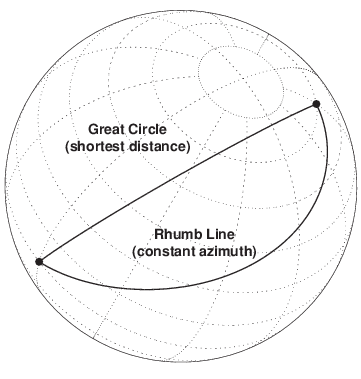 Great Circle
(shortest distance)
Rhumb Line
(constant azimuth)